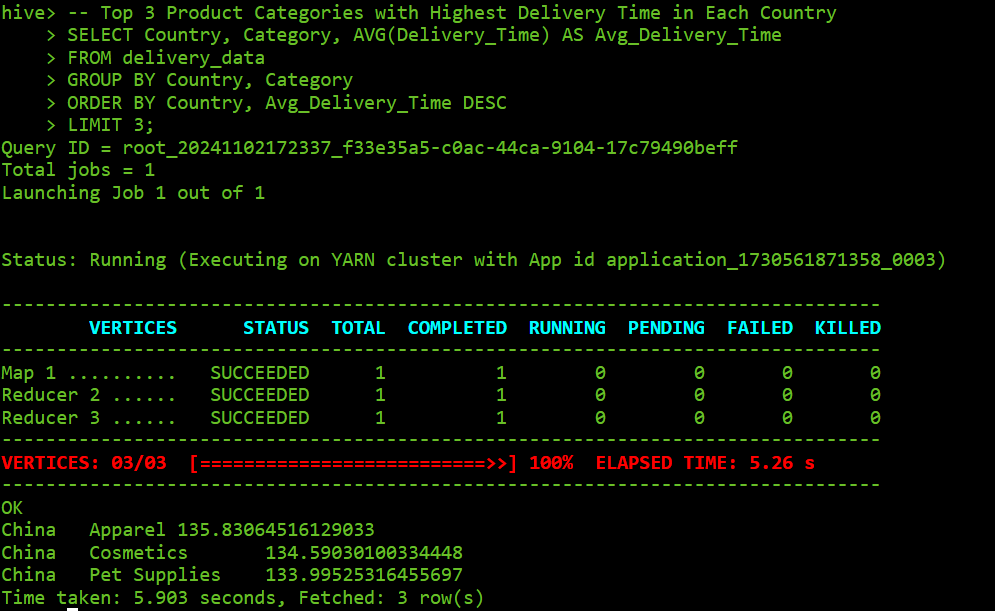 hive> -- Top 3 Product Categories with Highest Delivery Time in Each Country
    > SELECT Country, Category, AVG(Delivery_Time) AS Avg_Delivery_Time
    > FROM delivery_data
    > GROUP BY Country, Category
    > ORDER BY Country, Avg_Delivery_Time DESC
    > LIMIT 3;
Query ID = root_20241102172337_f33e35a5-c0ac-44ca-9104-17c79490beff
Total jobs = 1
Launching Job 1 out of 1
Status: Running (Executing on YARN cluster with App id application_1730561871358_0003)
--------------------------------------------------------------------------------
        VERTICES      STATUS  TOTAL  COMPLETED  RUNNING  PENDING  FAILED  KILLED
--------------------------------------------------------------------------------
Map 1 ..........   SUCCEEDED      1          1        0        0       0       0
Reducer 2 ......   SUCCEEDED      1          1        0        0       0       0
Reducer 3 ......   SUCCEEDED      1          1        0        0       0       0
--------------------------------------------------------------------------------
VERTICES: 03/03  [==========================>>] 100%  ELAPSED TIME: 5.26 s
--------------------------------------------------------------------------------
OK
China   Apparel 135.83064516129033
China   Cosmetics       134.59030100334448
China   Pet Supplies    133.99525316455697
Time taken: 5.903 seconds, Fetched: 3 row(s)